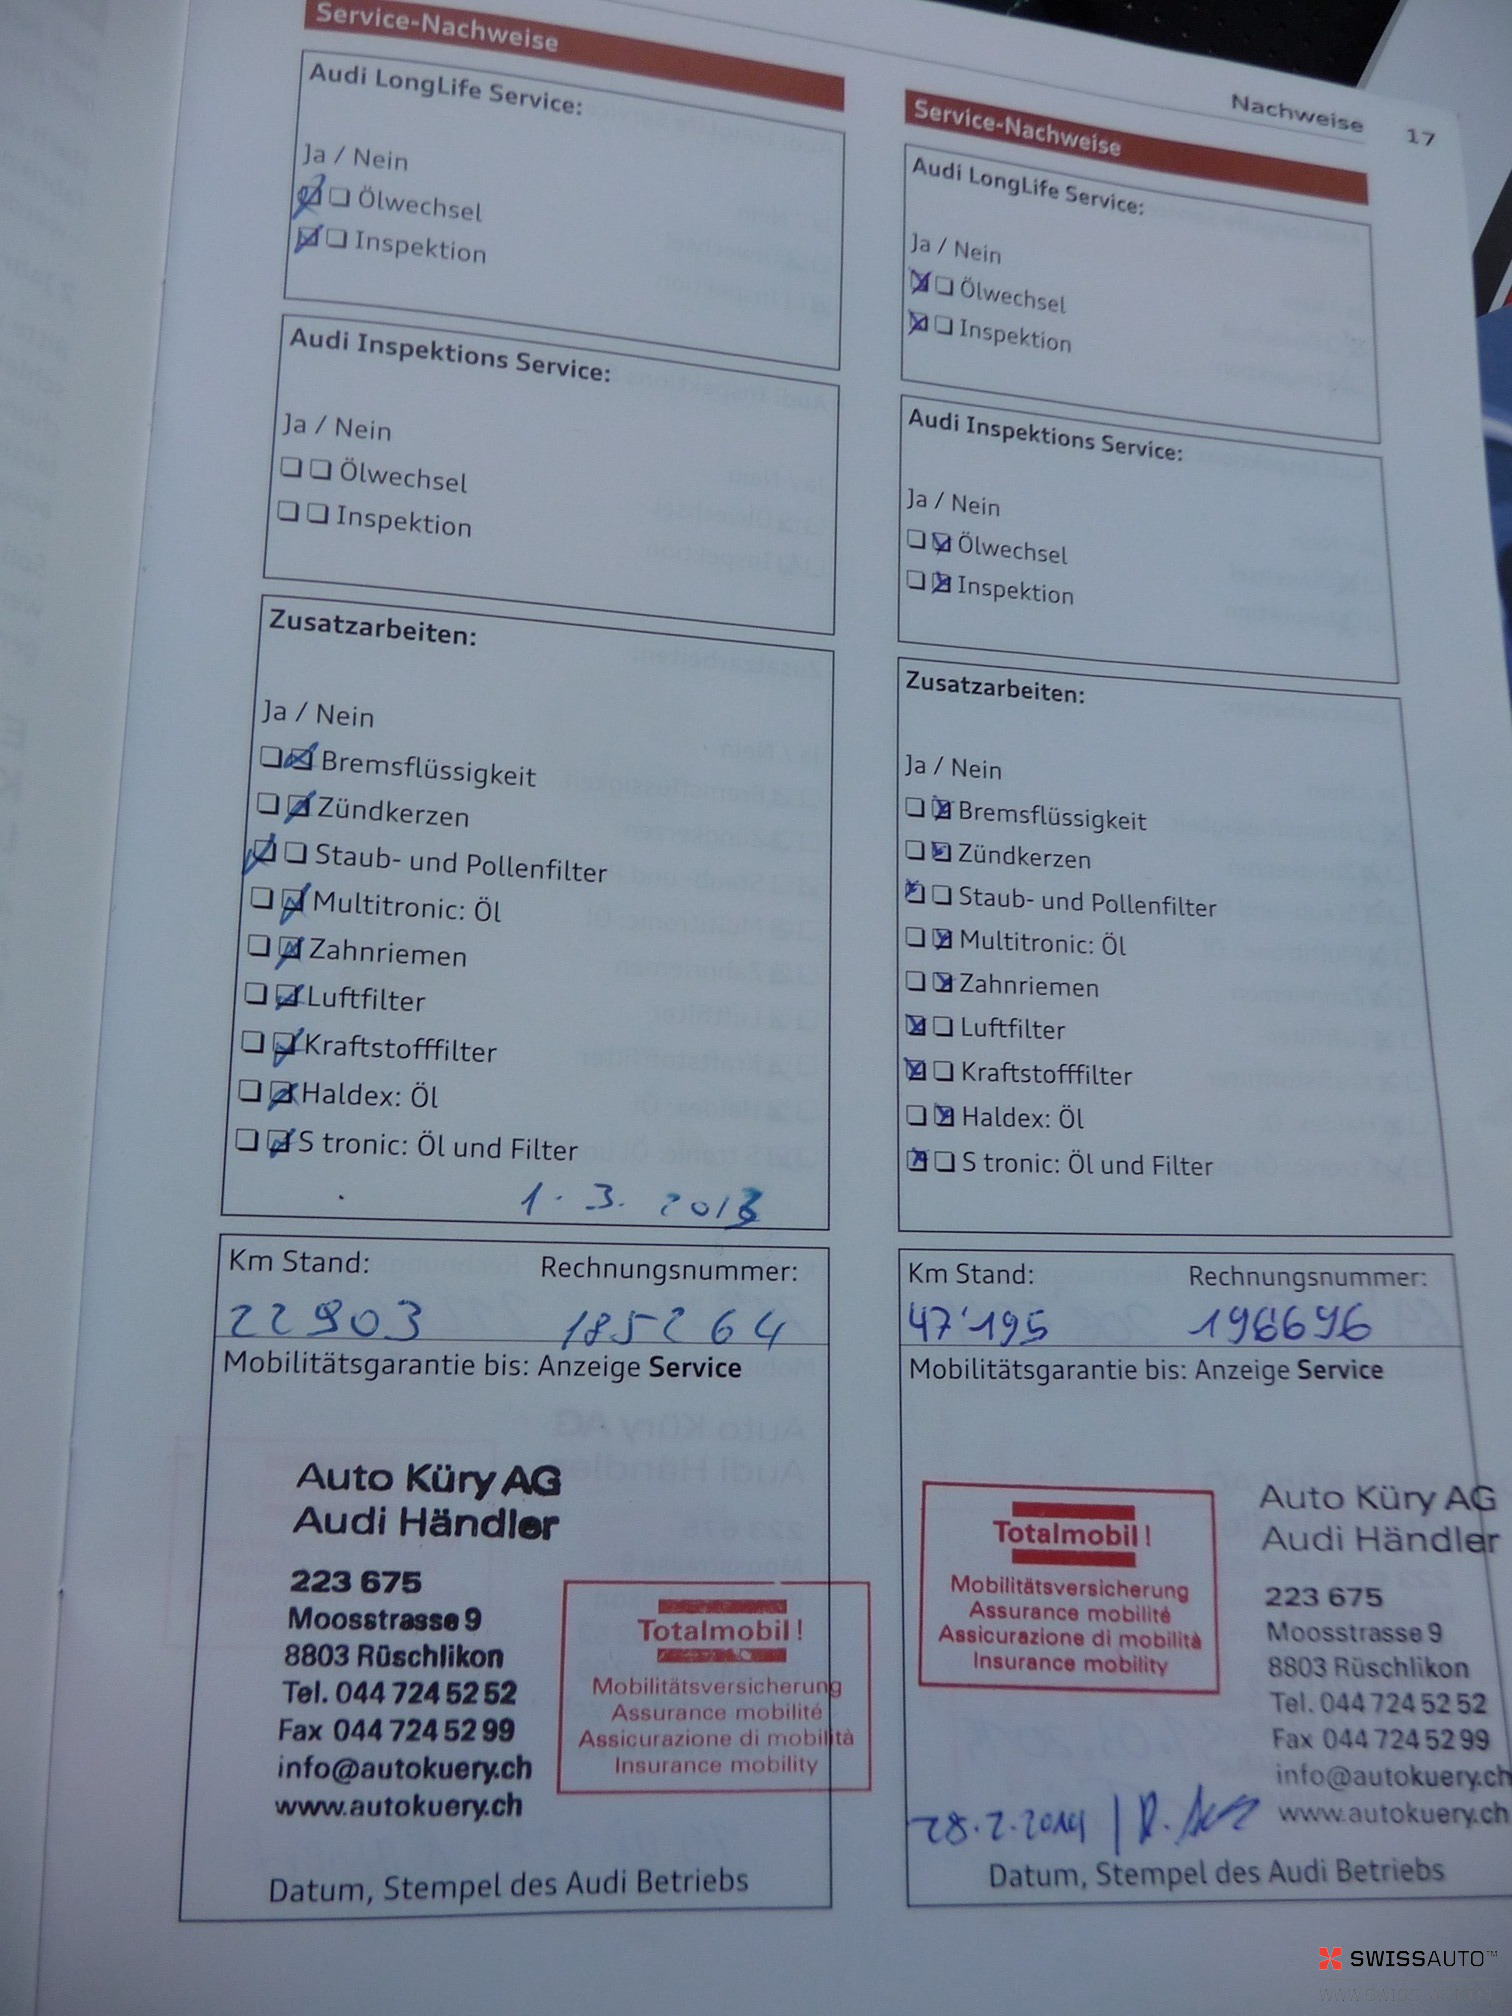 Nachweise 17
Service-Nachweise
Audi LongLife Service:
Ja / Nein
Ölwechsel
Inspektion
Audi Inspektions Service:
Ja / Nein
Ölwechsel
Inspektion
Zusatzarbeiten:
Ja / Nein
Bremsflüssigkeit
Zündkerzen
Staub- und Pollenfilter
Multitronic: Öl
Zahnriemen
Luftfilter
Kraftstofffilter
Haldex: Öl
S tronic: Öl und Filter
1.3.2013
Km Stand: Rechnungsnummer:
22903 185264
Mobilitätsgarantie bis: Anzeige Service
Auto Küry AG
Audi Händler
223 675
Moosstrasse 9
8803 Rüschlikon
Tel. 044 724 52 52
Fax 044 724 52 99
info@autokuery.ch
www.autokuery.ch
Totalmobil!
Mobilitätsversicherung
Assurance mobilité
Assicurazione di mobilità
Insurance mobility
Datum, Stempel des Audi Betriebs
Service-Nachweise
Audi LongLife Service:
Ja / Nein
Ölwechsel
Inspektion
Audi Inspektions Service:
Ja / Nein
Ölwechsel
Inspektion
Zusatzarbeiten:
Ja / Nein
Bremsflüssigkeit
Zündkerzen
Staub- und Pollenfilter
Multitronic: Öl
Zahnriemen
Luftfilter
Kraftstofffilter
Haldex: Öl
S tronic: Öl und Filter
Km Stand: Rechnungsnummer:
47'195 196696
Mobilitätsgarantie bis: Anzeige Service
Totalmobil!
Mobilitätsversicherung
Assurance mobilité
Assicurazione di mobilità
Insurance mobility
Auto Küry AG
Audi Händler
223 675
Moosstrasse 9
8803 Rüschlikon
Tel. 044 724 52 52
Fax 044 724 52 99
info@autokuery.ch
www.autokuery.ch
28.2.2014
Datum, Stempel des Audi Betriebs
SWISSAUTO™